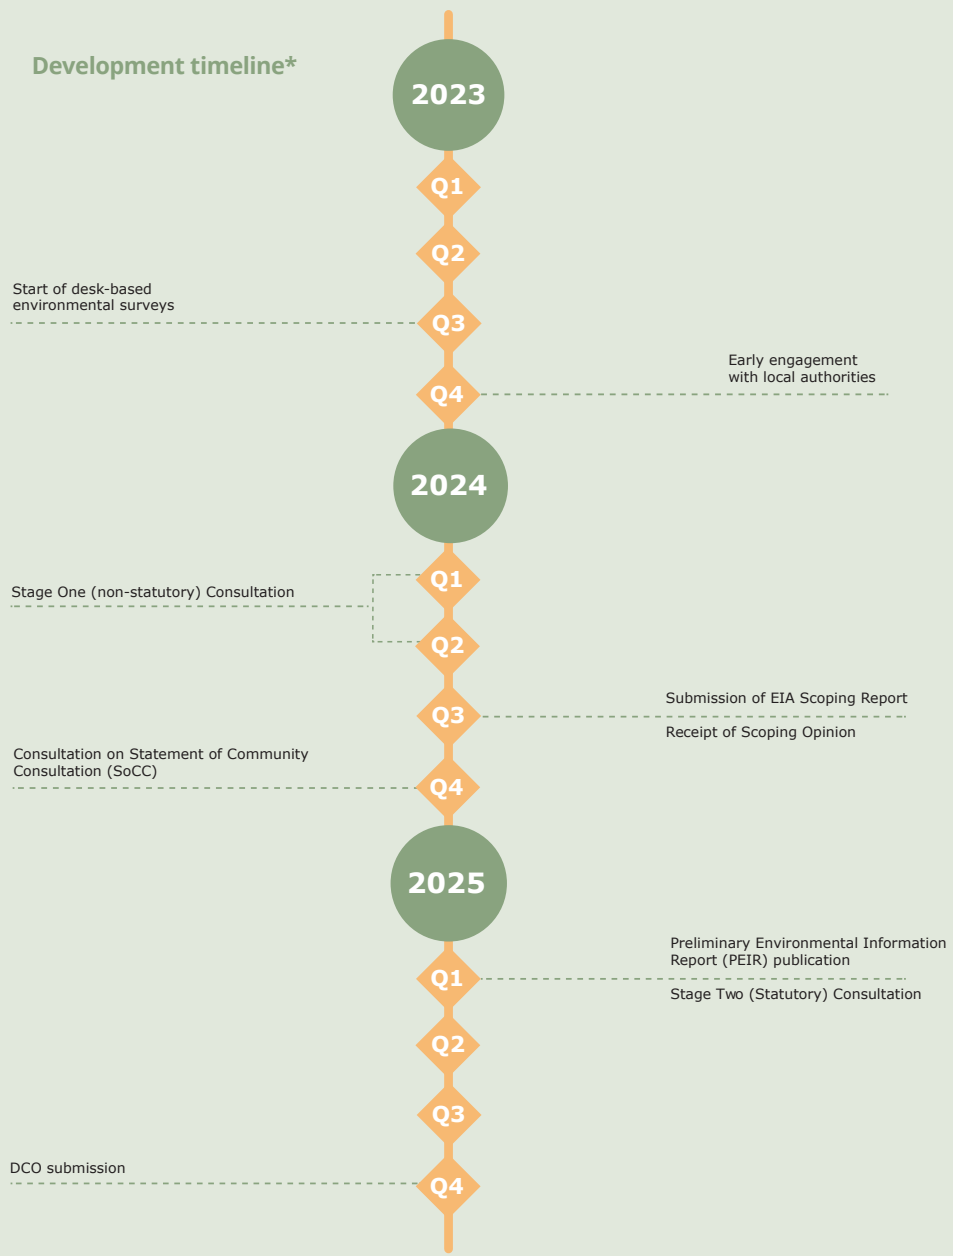 Development timeline*
2023
Q1
Q2
Start of desk-based
environmental surveys
Q3
Early engagement
with local authorities
Q4
2024
Q1
Stage One (non-statutory) Consultation
Q2
Submission of EIA Scoping Report
Q3
Receipt of Scoping Opinion
Consultation on Statement of Community
Consultation (SoCC)
Q4
2025
Preliminary Environmental Information
Report (PEIR) publication
Q1
Stage Two (Statutory) Consultation
Q2
Q3
DCO submission
Q4